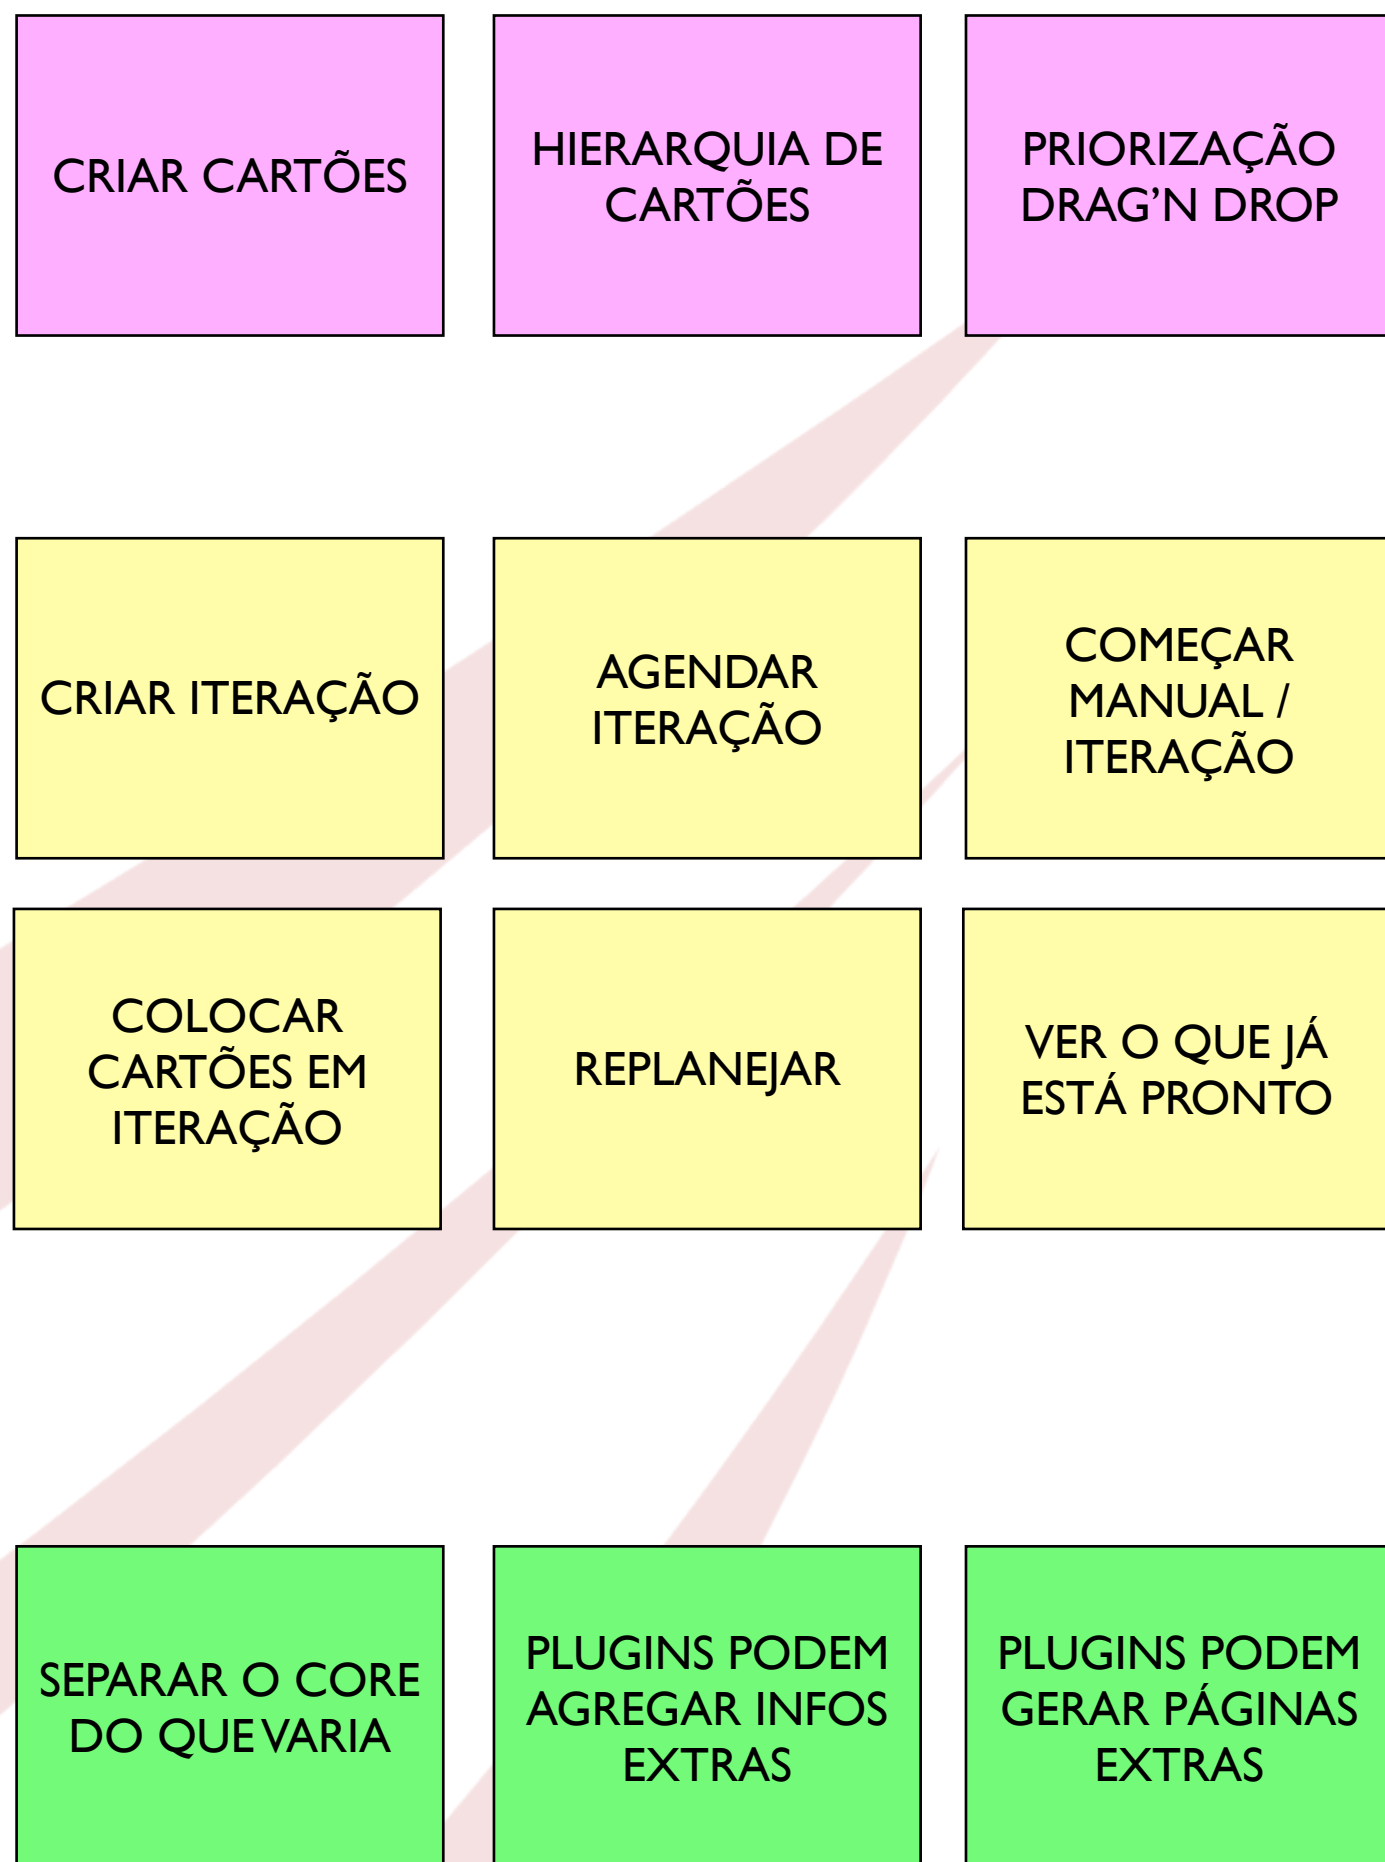 CRIAR CARTÕES
HIERARQUIA DE
CARTÕES
PRIORIZAÇÃO
DRAG’N DROP
CRIAR ITERAÇÃO
AGENDAR
ITERAÇÃO
COMEÇAR
MANUAL /
ITERAÇÃO
COLOCAR
CARTÕES EM
ITERAÇÃO
REPLANEJAR
VER O QUE JÁ
ESTÁ PRONTO
SEPARAR O CORE
DO QUE VARIA
PLUGINS PODEM
AGREGAR INFOS
EXTRAS
PLUGINS PODEM
GERAR PÁGINAS
EXTRAS